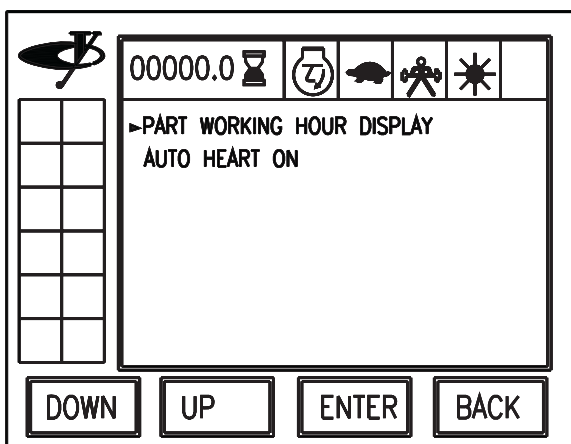 00000.0
►PART WORKING HOUR DISPLAY
AUTO HEART ON
DOWN UP ENTER BACK